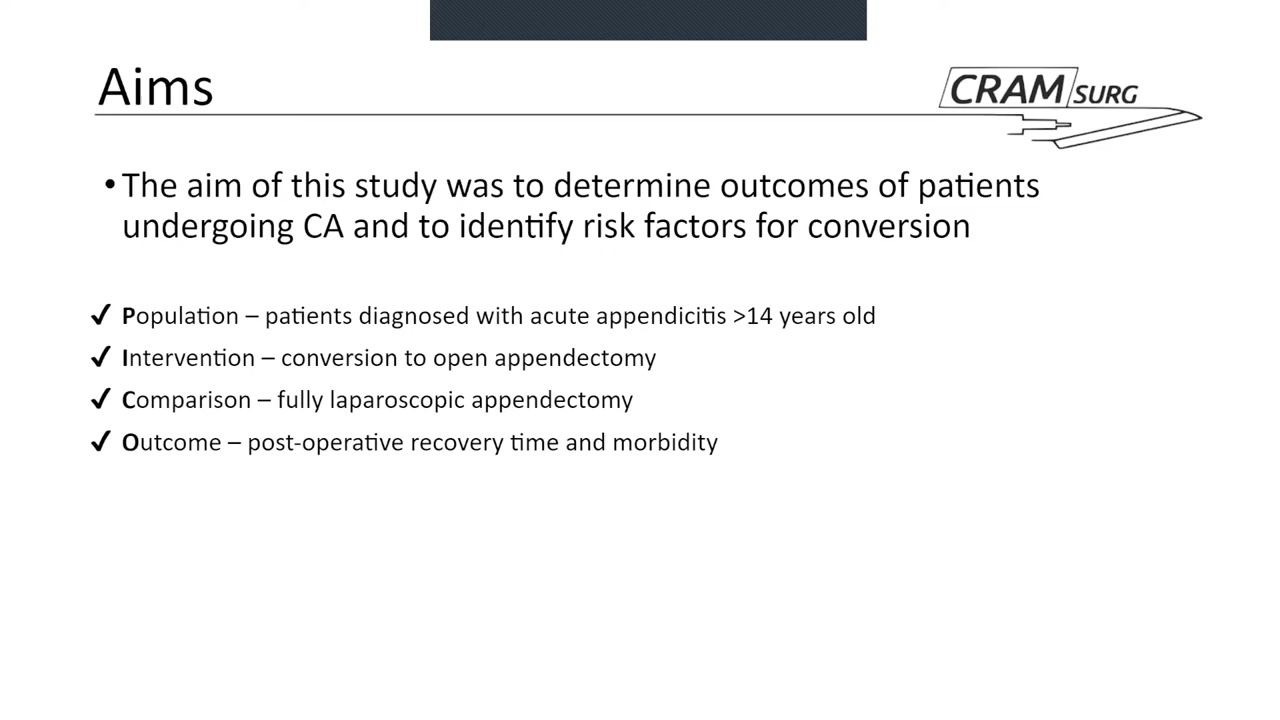 Aims
CRAM SURG
• The aim of this study was to determine outcomes of patients
undergoing CA and to identify risk factors for conversion
✓ Population – patients diagnosed with acute appendicitis >14 years old
✓ Intervention – conversion to open appendectomy
✓ Comparison – fully laparoscopic appendectomy
✓ Outcome – post-operative recovery time and morbidity